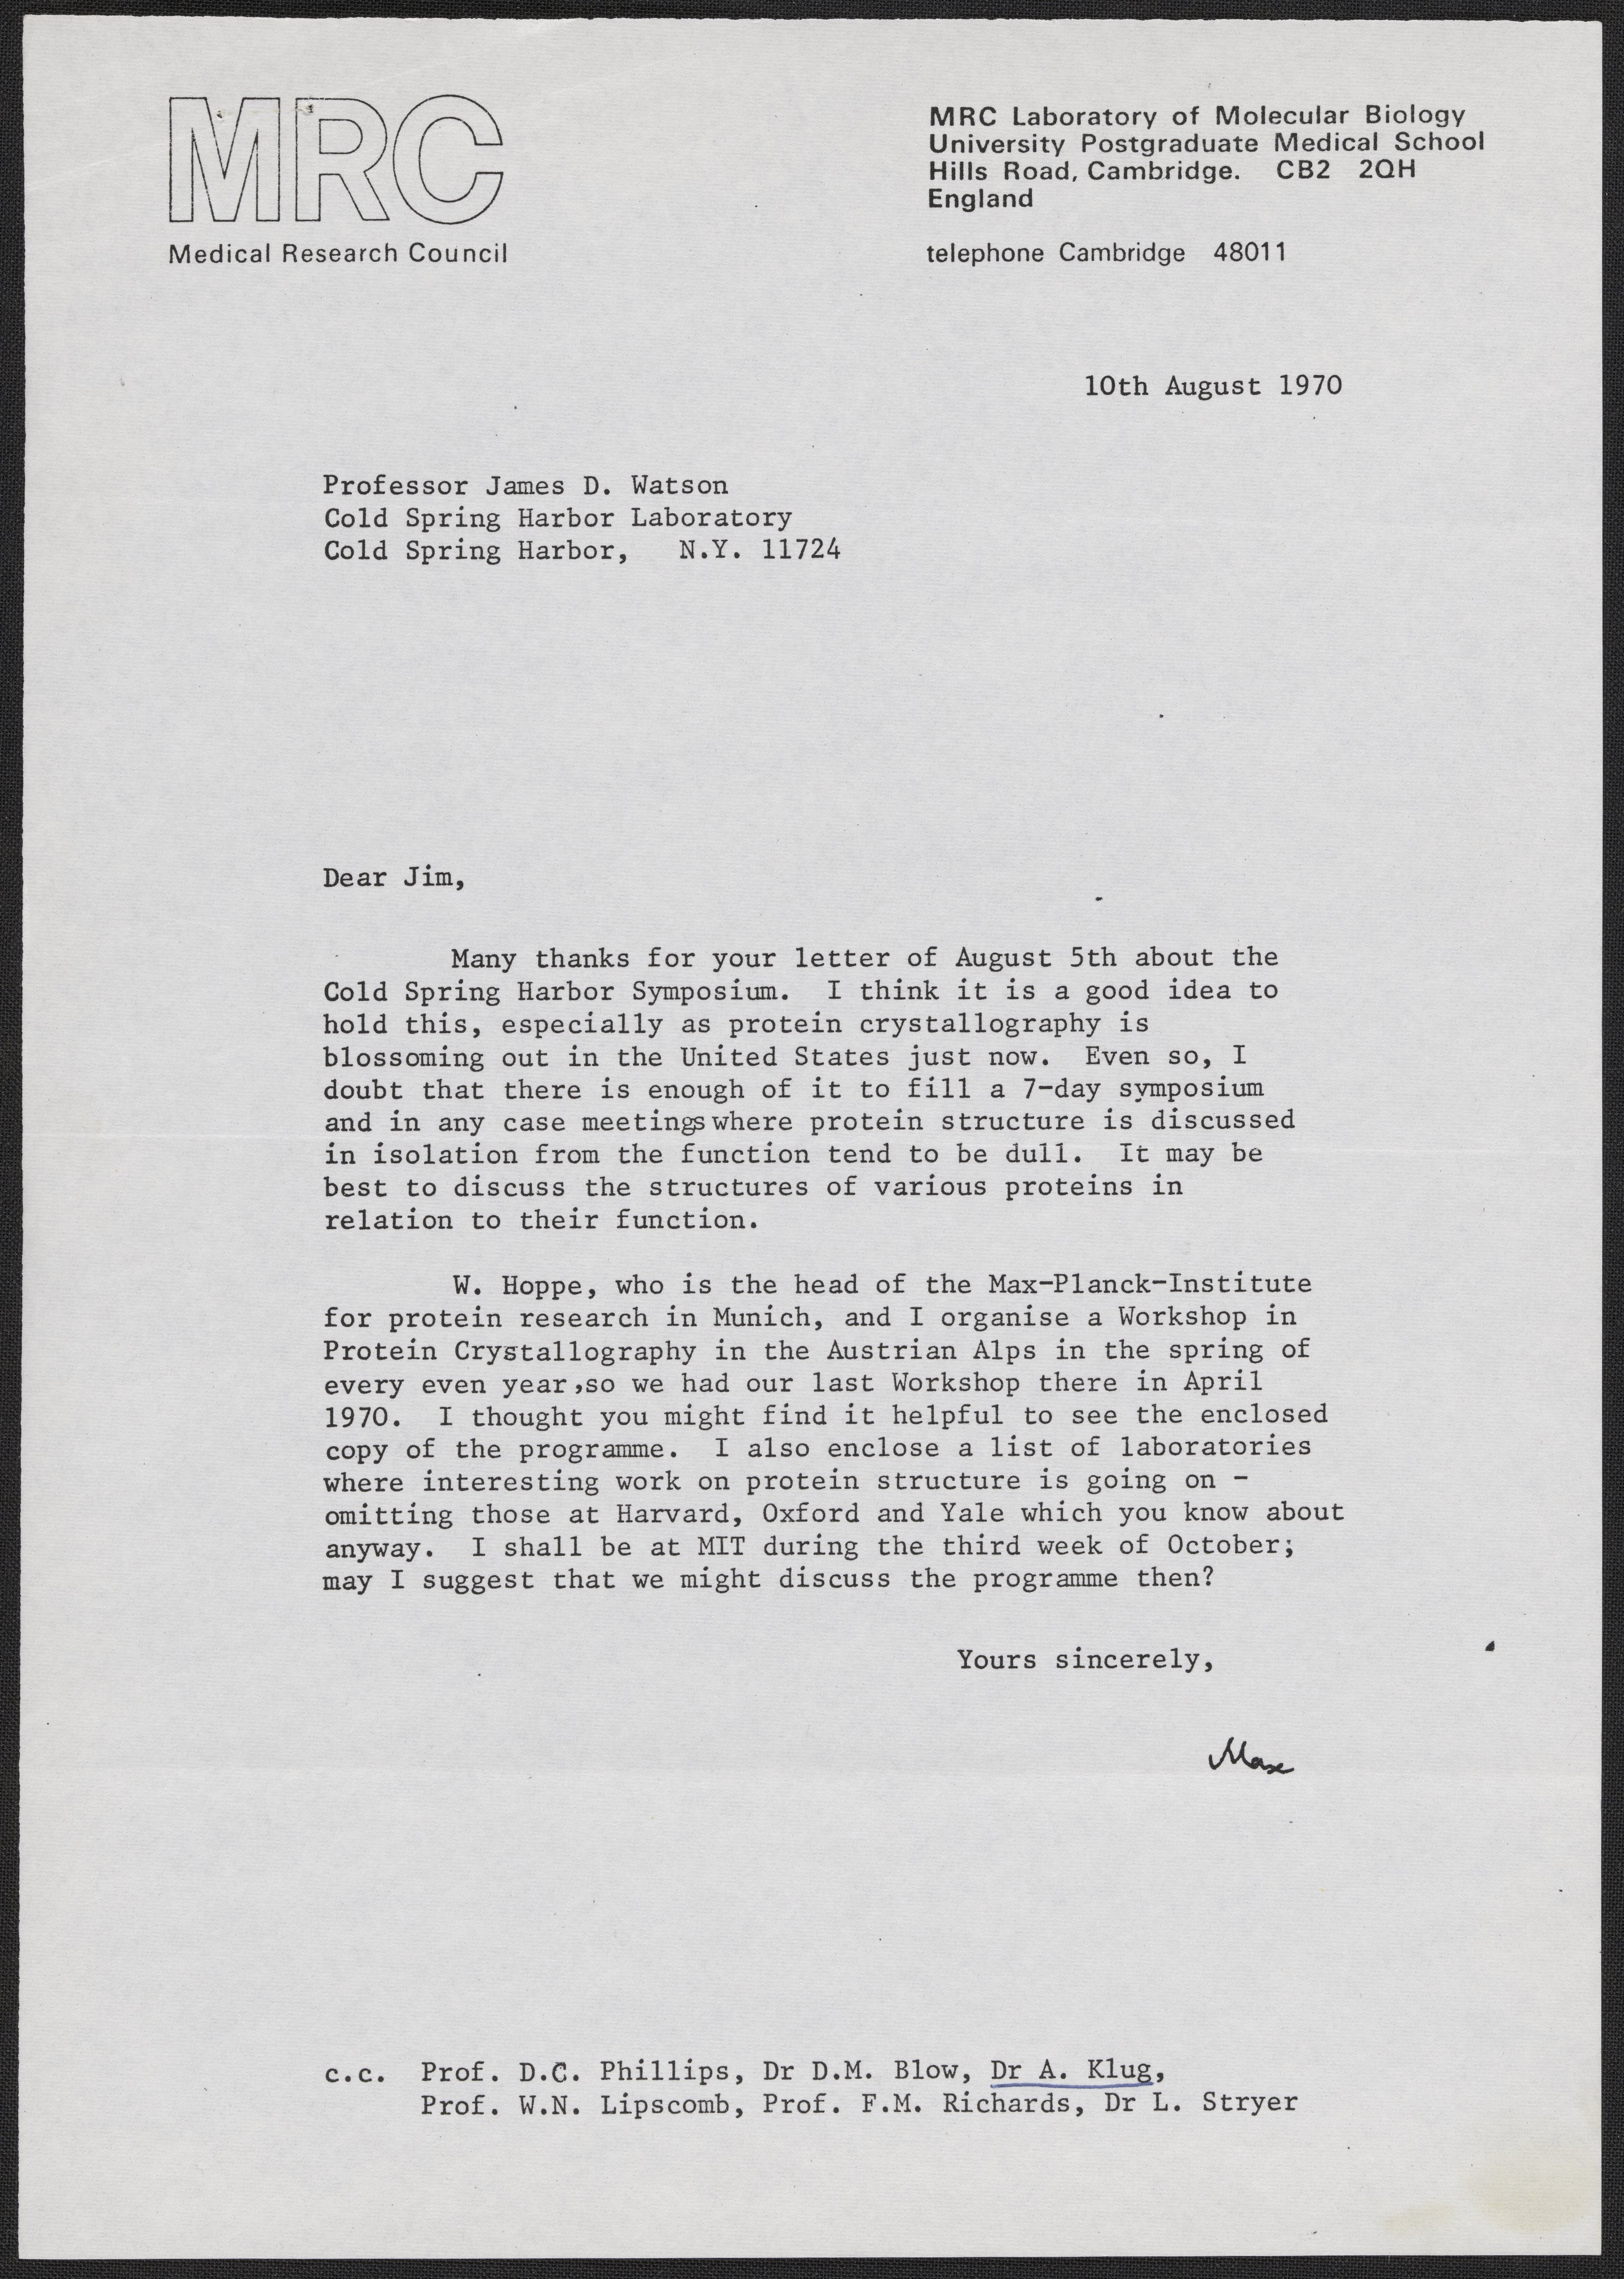 MRC
Medical Research Council
MRC Laboratory of Molecular Biology
University Postgraduate Medical School
Hills Road, Cambridge. CB2 2QH
England
telephone Cambridge 48011
10th August 1970
Professor James D. Watson
Cold Spring Harbor Laboratory
Cold Spring Harbor, N.Y. 11724
Dear Jim,
Many thanks for your letter of August 5th about the
Cold Spring Harbor Symposium. I think it is a good idea to
hold this, especially as protein crystallography is
blossoming out in the United States just now. Even so, I
doubt that there is enough of it to fill a 7-day symposium
and in any case meetings where protein structure is discussed
in isolation from the function tend to be dull. It may be
best to discuss the structures of various proteins in
relation to their function.
W. Hoppe, who is the head of the Max-Planck-Institute
for protein research in Munich, and I organise a Workshop in
Protein Crystallography in the Austrian Alps in the spring of
every even year,so we had our last Workshop there in April
1970. I thought you might find it helpful to see the enclosed
copy of the programme. I also enclose a list of laboratories
where interesting work on protein structure is going on -
omitting those at Harvard, Oxford and Yale which you know about
anyway. I shall be at MIT during the third week of October;
may I suggest that we might discuss the programme then?
Yours sincerely,
Max
c.c. Prof. D.C. Phillips, Dr D.M. Blow, Dr A. Klug,
Prof. W.N. Lipscomb, Prof. F.M. Richards, Dr L. Stryer